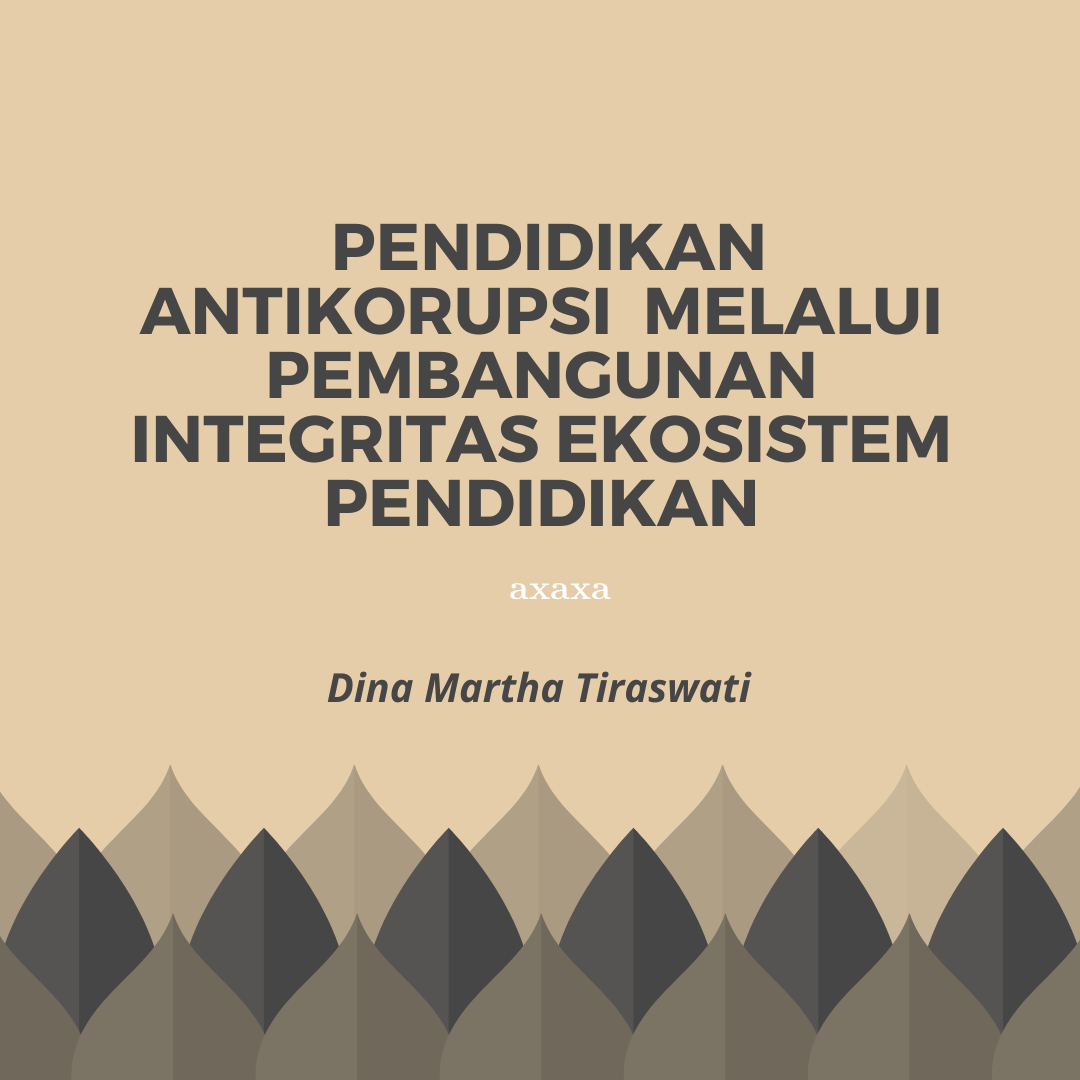 PENDIDIKAN
ANTIKORUPSI MELALUI
PEMBANGUNAN
INTEGRITAS EKOSISTEM
PENDIDIKAN
axaxa
Dina Martha Tiraswati